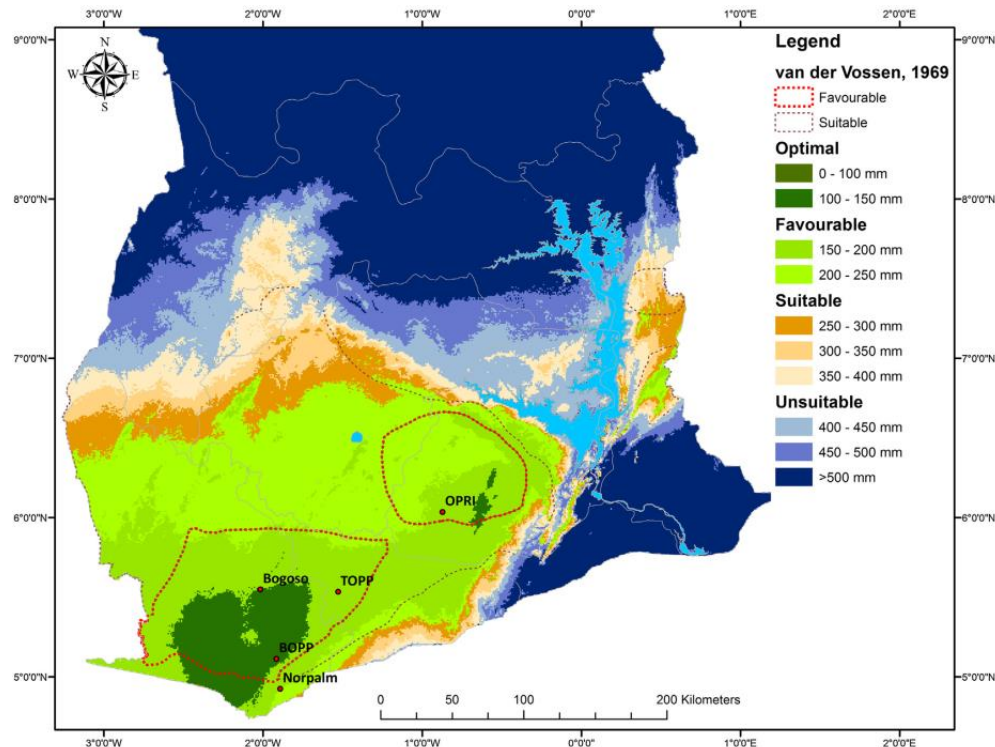 3°0'0"W 2°0'0"W 1°0'0"W 0°0'0" 1°0'0"E 2°0'0"E
9°0'0"N 9°0'0"N
N
W E
S
Legend
van der Vossen, 1969
Favourable
Suitable
Optimal
0 - 100 mm
100 - 150 mm
Favourable
150 - 200 mm
200 - 250 mm
Suitable
250 - 300 mm
300 - 350 mm
350 - 400 mm
Unsuitable
400 - 450 mm
450 - 500 mm
>500 mm
8°0'0"N 8°0'0"N
7°0'0"N 7°0'0"N
OPRI
6°0'0"N 6°0'0"N
Bogoso TOPP
BOPP
Norpalm
5°0'0"N 5°0'0"N
0 50 100 200 Kilometers
3°0'0"W 2°0'0"W 1°0'0"W 0°0'0" 1°0'0"E 2°0'0"E